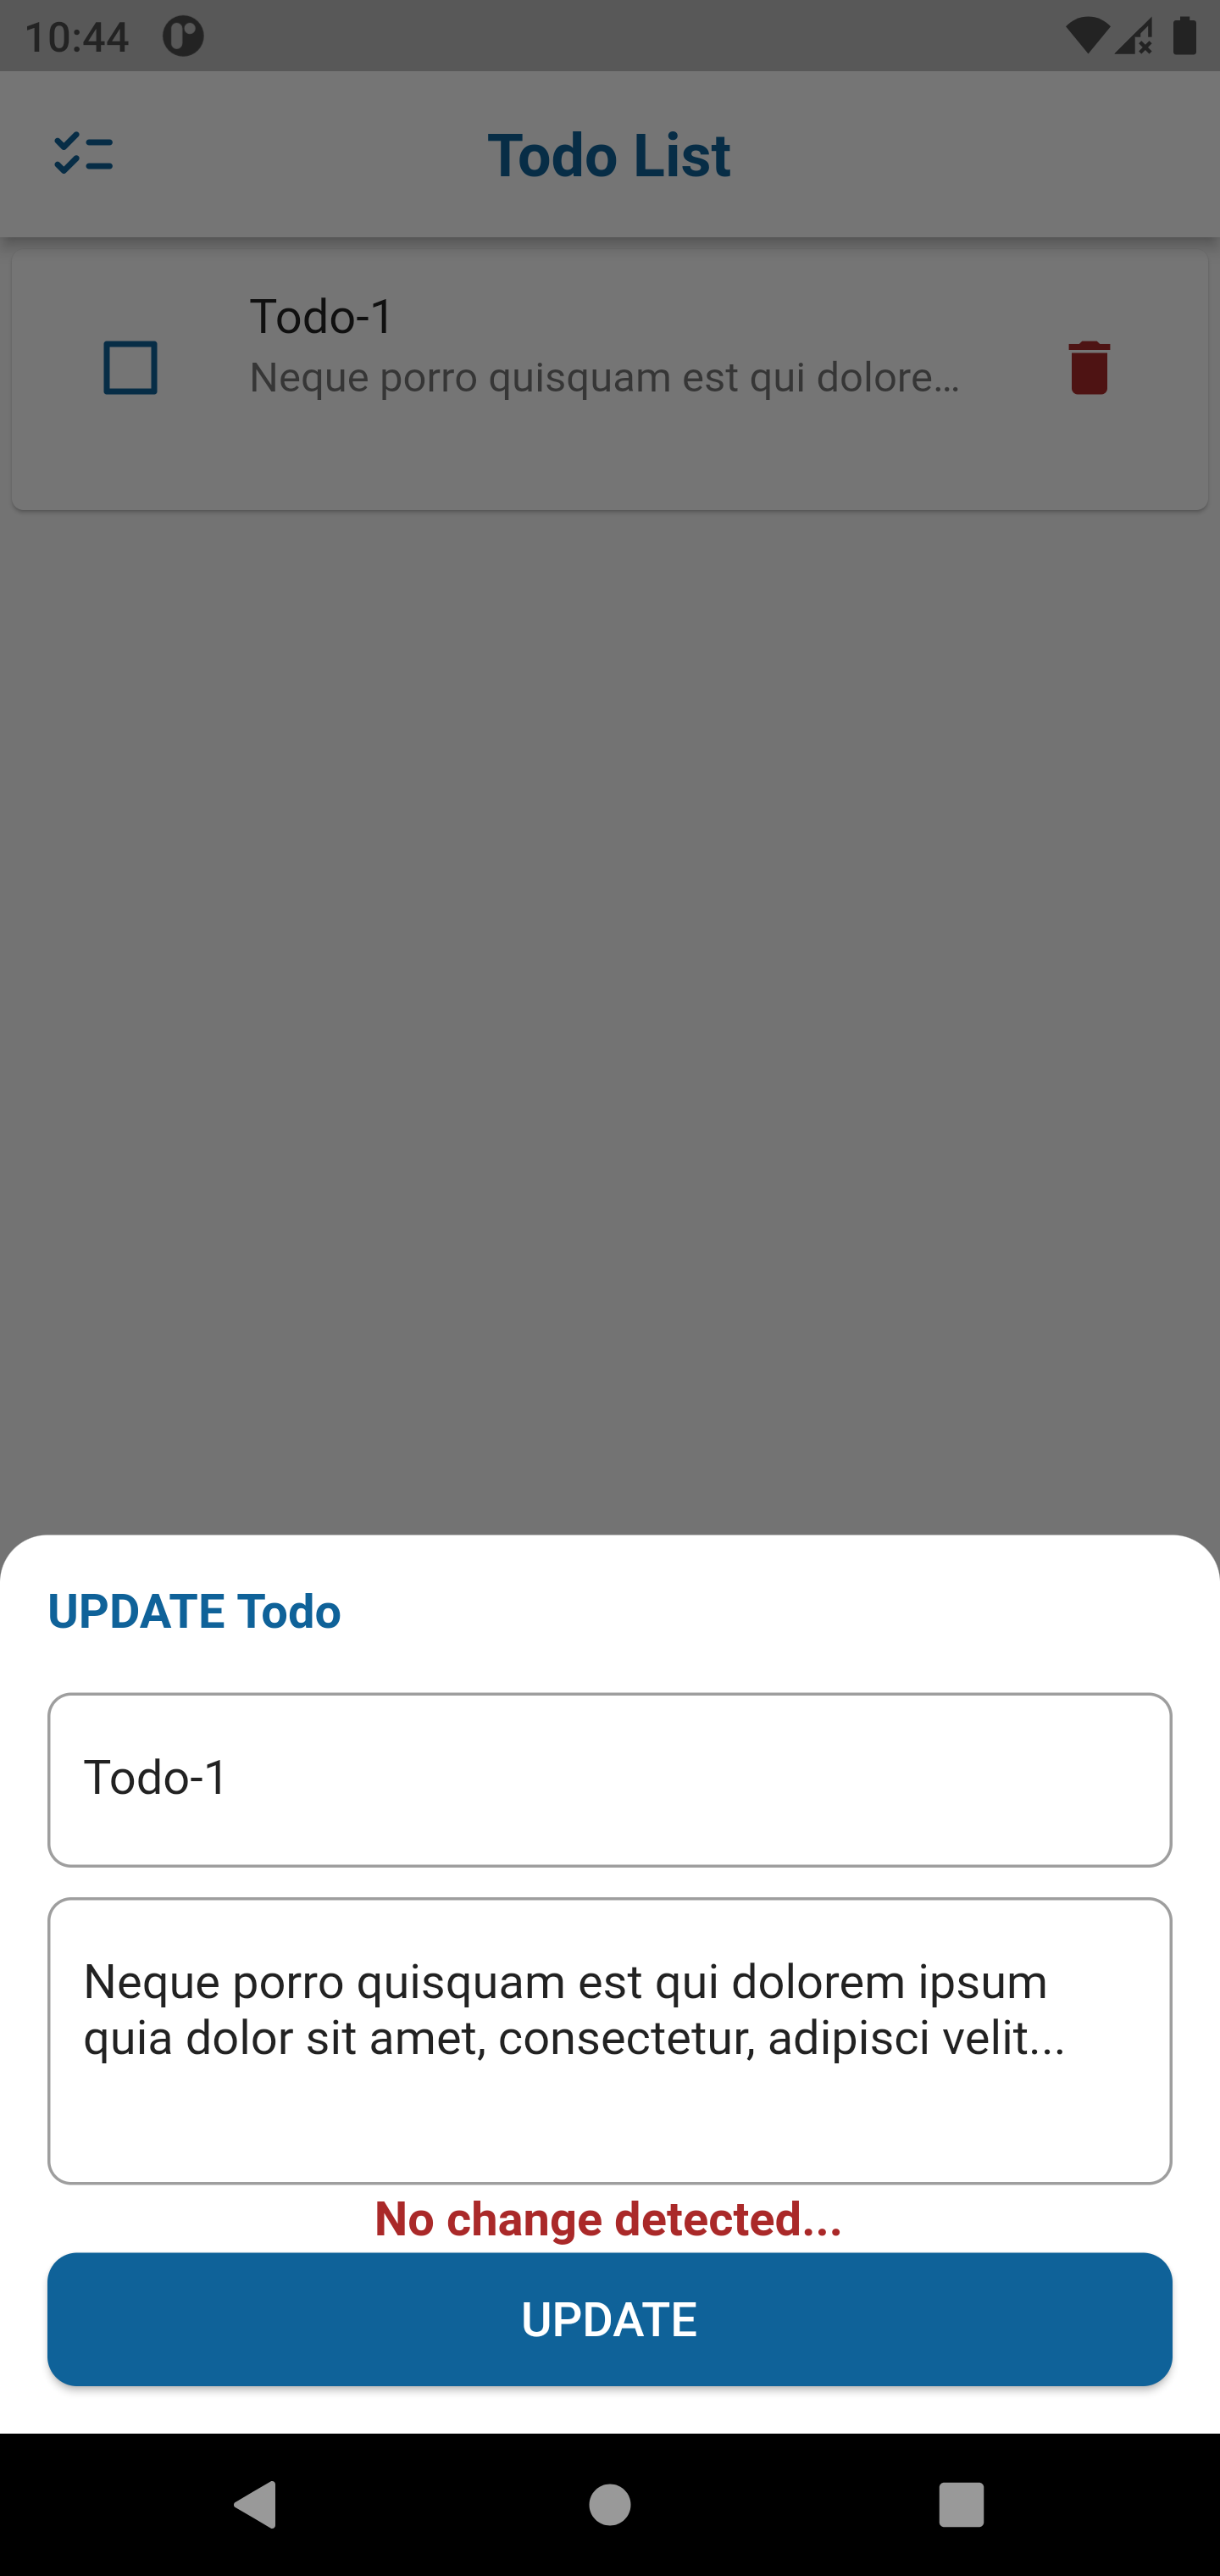 10:44
Todo List
Todo-1
Neque porro quisquam est qui dolore...
UPDATE Todo
Todo-1
Neque porro quisquam est qui dolorem ipsum
quia dolor sit amet, consectetur, adipisci velit...
No change detected...
UPDATE